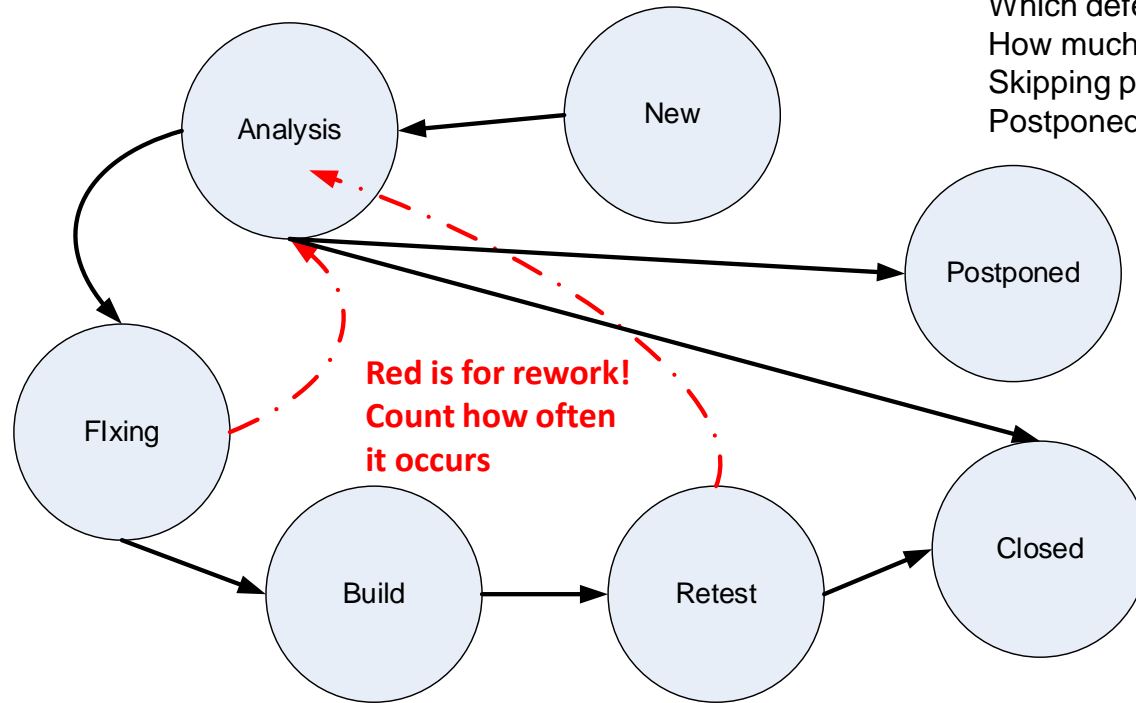 Which
How much
Skipping
Postponed
New
Analysis
Postponed
Red is for rework!
Count how often
it occurs
FIxing
Closed
Build
Retest